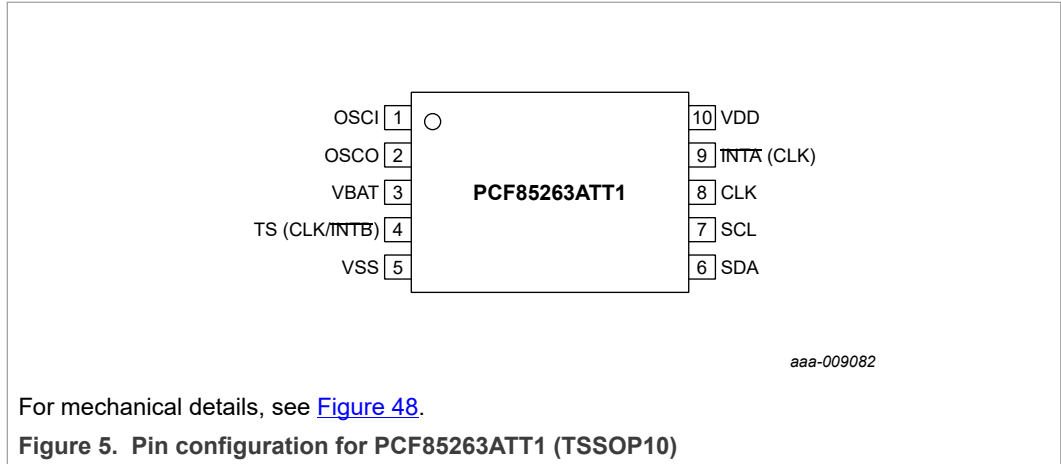 OSCI 1
OSCO 2
VBAT 3
TS (CLK/INTB) 4
VSS 5
PCF85263ATT1
10 VDD
9 INTA (CLK)
8 CLK
7 SCL
6 SDA
aaa-009082
For mechanical details, see Figure 48.
Figure 5. Pin configuration for PCF85263ATT1 (TSSOP10)